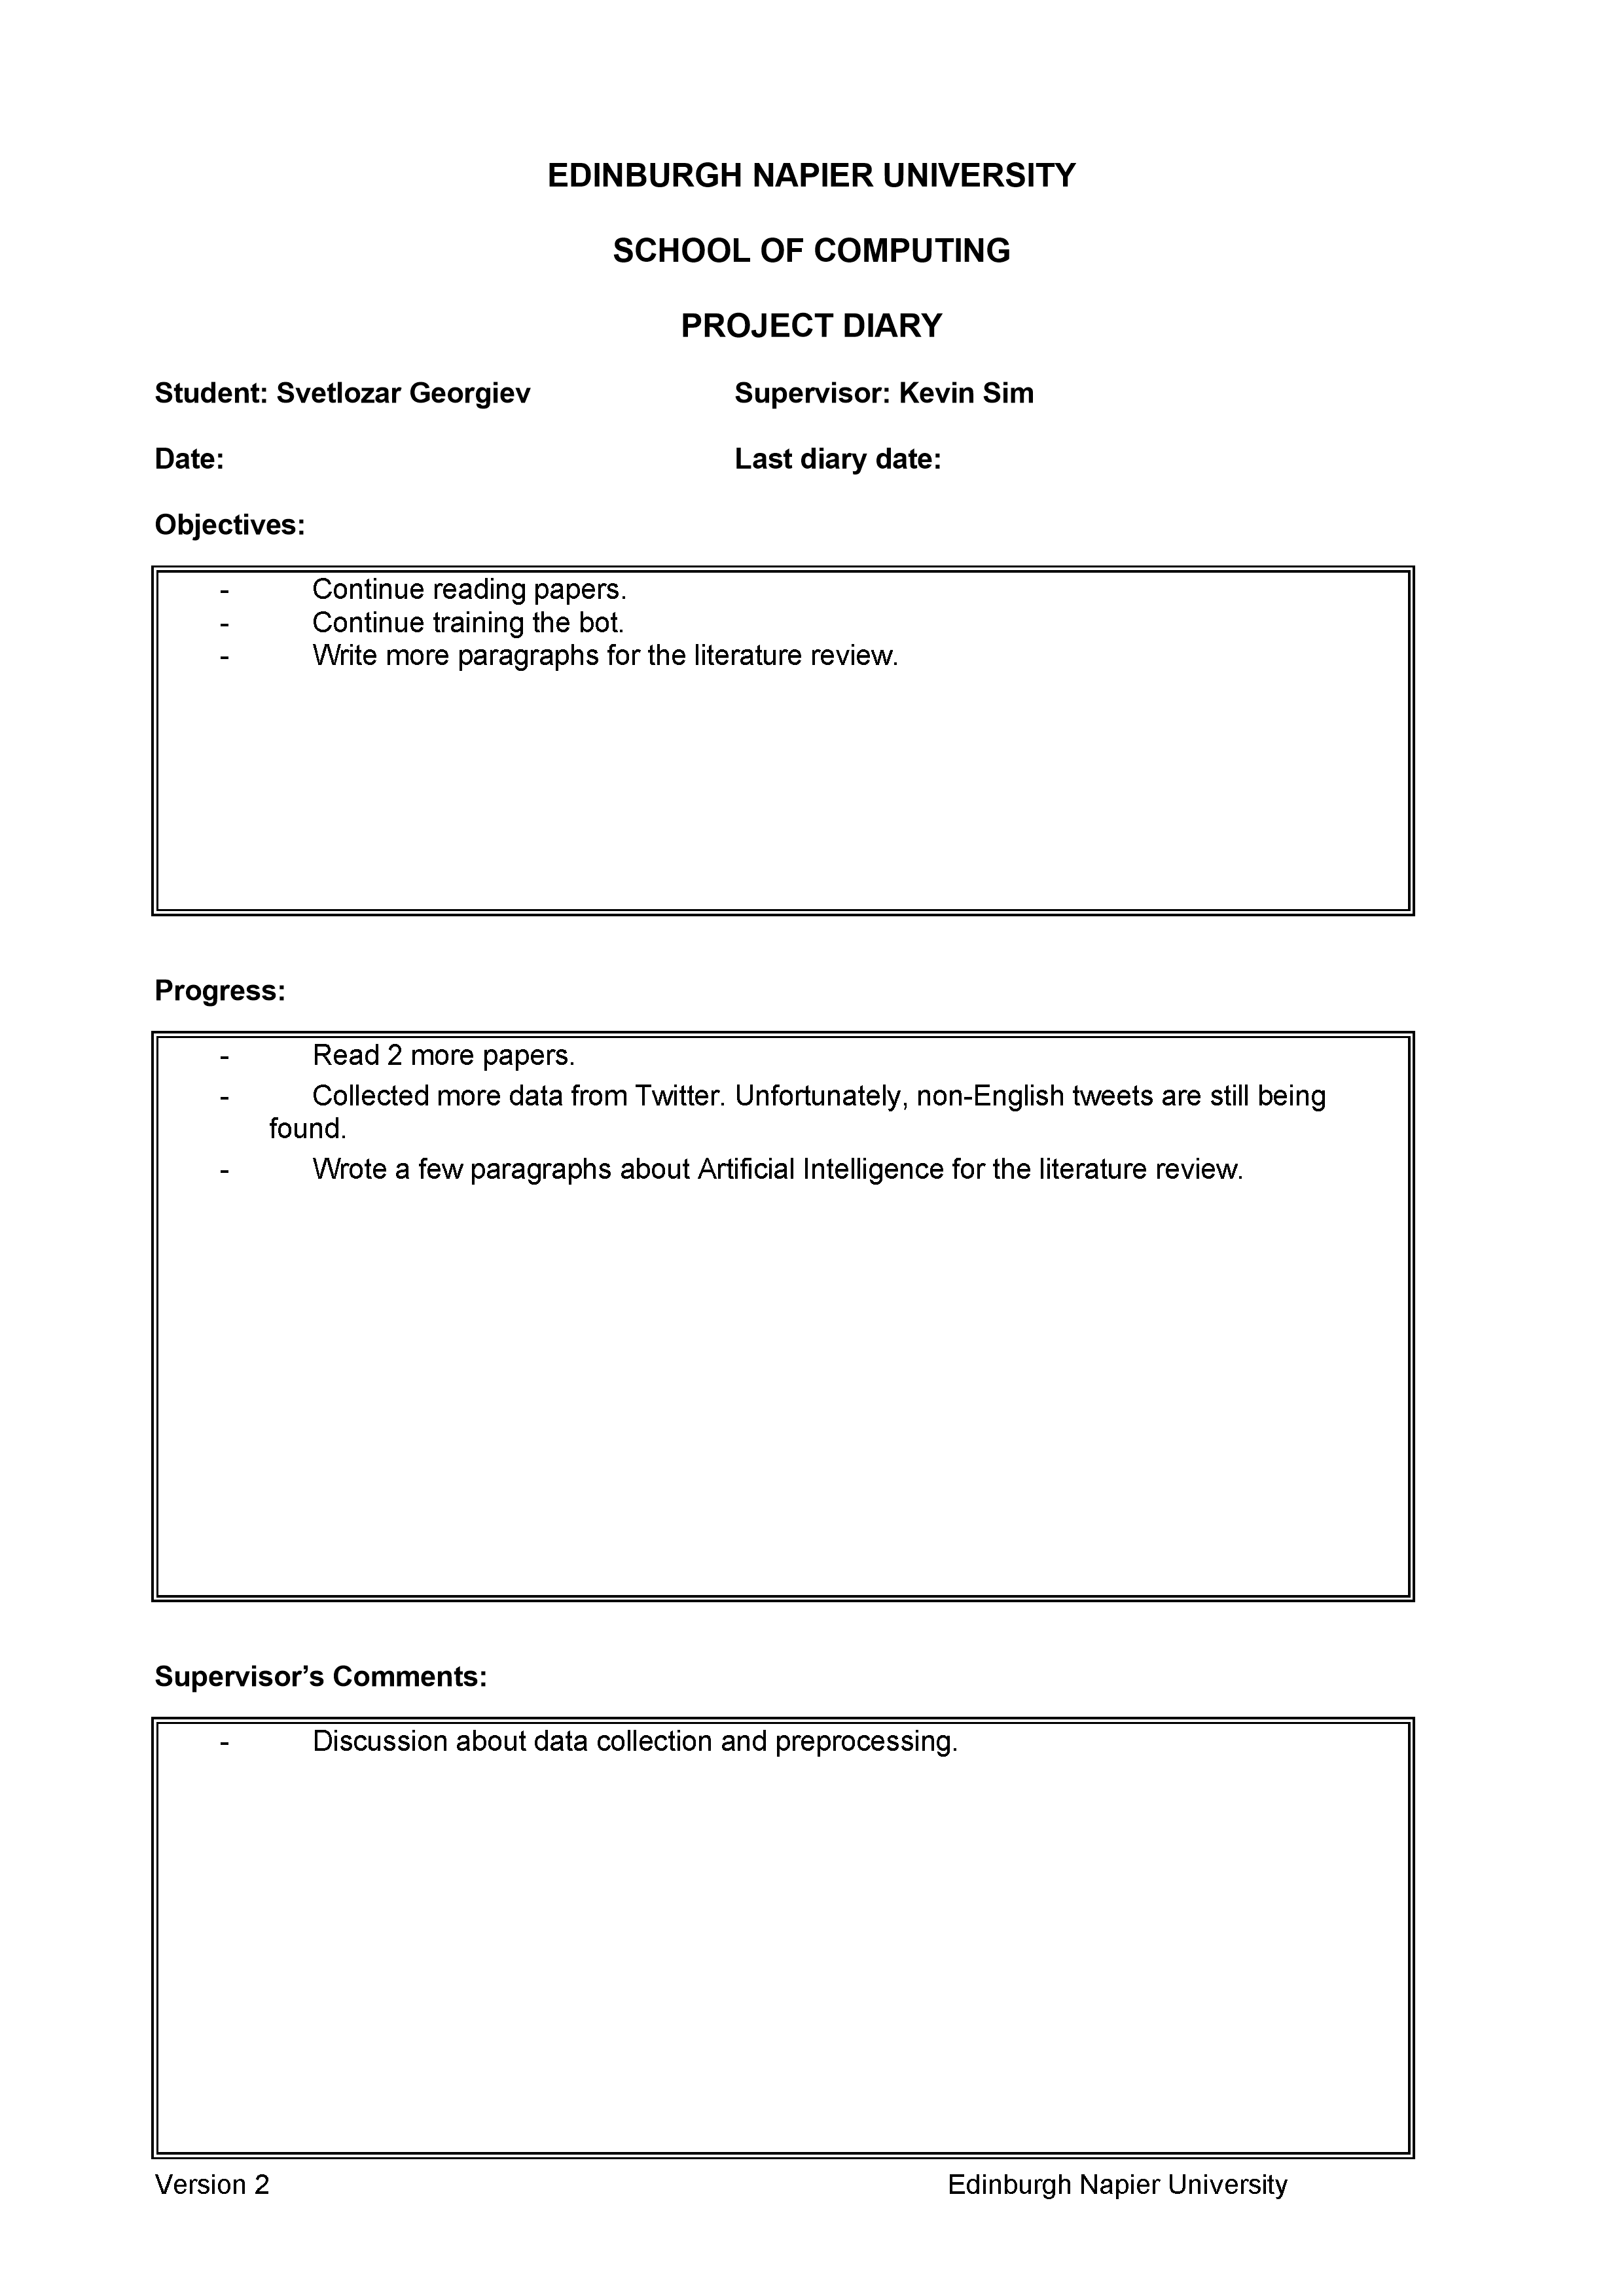 EDINBURGH NAPIER UNIVERSITY
SCHOOL OF COMPUTING
PROJECT DIARY
Student: Svetlozar Georgiev Supervisor: Kevin Sim
Date: Last diary date:
Objectives:
- Continue reading papers.
- Continue training the bot.
- Write more paragraphs for the literature review.
Progress:
- Read 2 more papers.
- Collected more data from Twitter. Unfortunately, non-English tweets are still being
found.
- Wrote a few paragraphs about Artificial Intelligence for the literature review.
Supervisor’s Comments:
- Discussion about data collection and preprocessing.
Version 2 Edinburgh Napier University